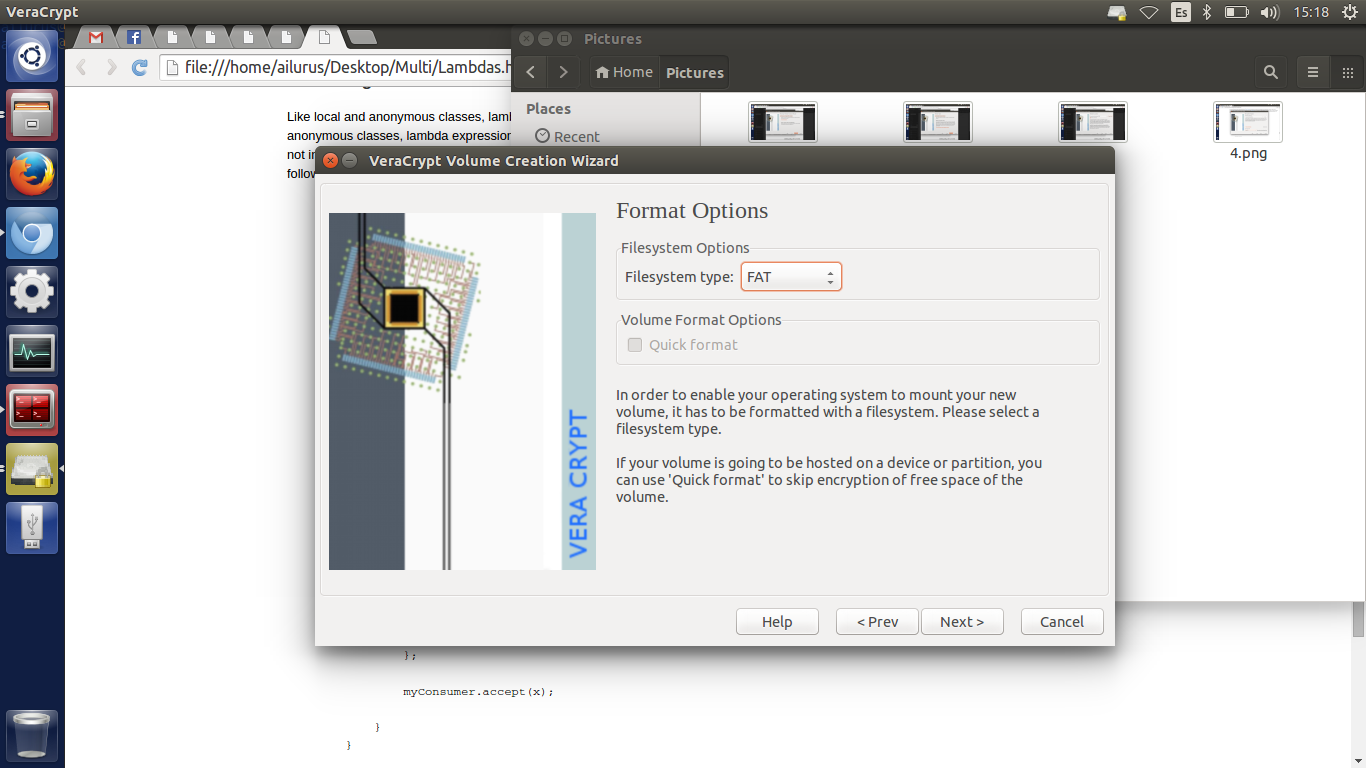 VeraCrypt
Es
15:18
file:///home/ailurus/Desktop/Multi/Lambdas.h
Pictures
Home
Pictures
Places
Recent
4.png
Like local and anonymous classes,
anonymous classes, lambda expression
not
VeraCrypt Volume Creation Wizard
VERA CRYPT
Format Options
Filesystem Options
Filesystem type: FAT
Volume Format Options
Quick format
In order to enable your operating system to mount your new
volume, it has to be formatted with a filesystem. Please select a
filesystem type.
If your volume is going to be hosted on a device or partition, you
can use 'Quick format' to skip encryption of free space of the
volume.
Help
< Prev
Next >
Cancel
};
myConsumer.accept(x);
}
}